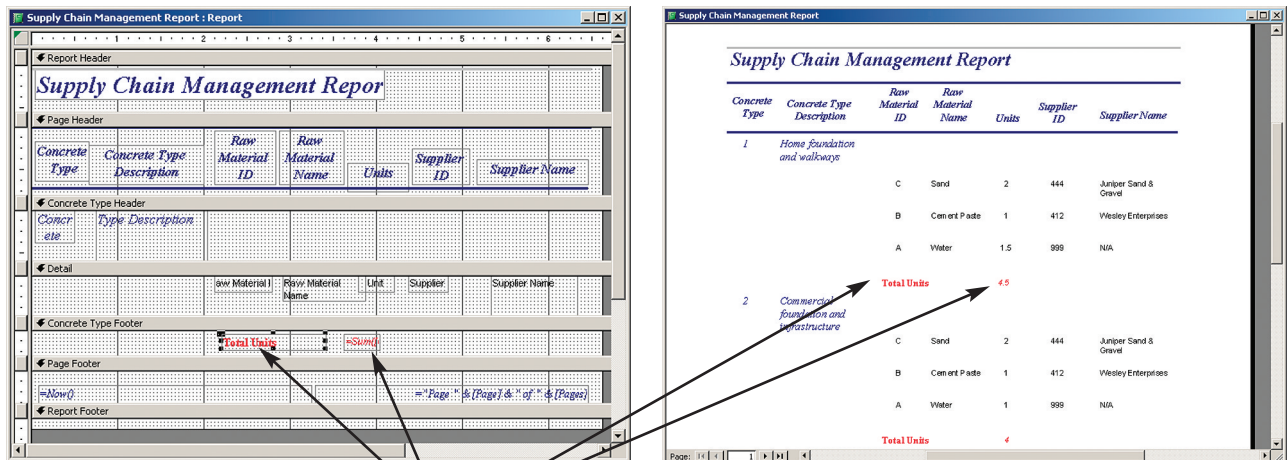 Supply Chain Management Report : Report
1 2 3 4 5 6
Report Header
Supply Chain Management Repor
Page Header
Concrete Type
Concrete Type Description
Raw Material ID
Raw Material Name
Units
Supplier ID
Supplier Name
Concrete Type Header
Concr ete
Type Description
Detail
aw Material I
Raw Material Name
Unit
Supplier
Supplier Name
Concrete Type Footer
Total Units
=Sum(
Page Footer
=Now()
="Page " & [Page] & " of " & [Pages]
Report Footer
Supply Chain Management Report
Supply Chain Management Report
Concrete Type
Concrete Type Description
Raw Material ID
Raw Material Name
Units
Supplier ID
Supplier Name
1 Home foundation and walkways
C Sand 2 444 Juniper Sand & Gravel
B Cement Paste 1 412 Wesley Enterprises
A Water 1.5 999 N/A
Total Units 4.5
2 Commercial foundation and infrastructure
C Sand 2 444 Juniper Sand & Gravel
B Cement Paste 1 412 Wesley Enterprises
A Water 1 999 N/A
Total Units 4
Page: 1